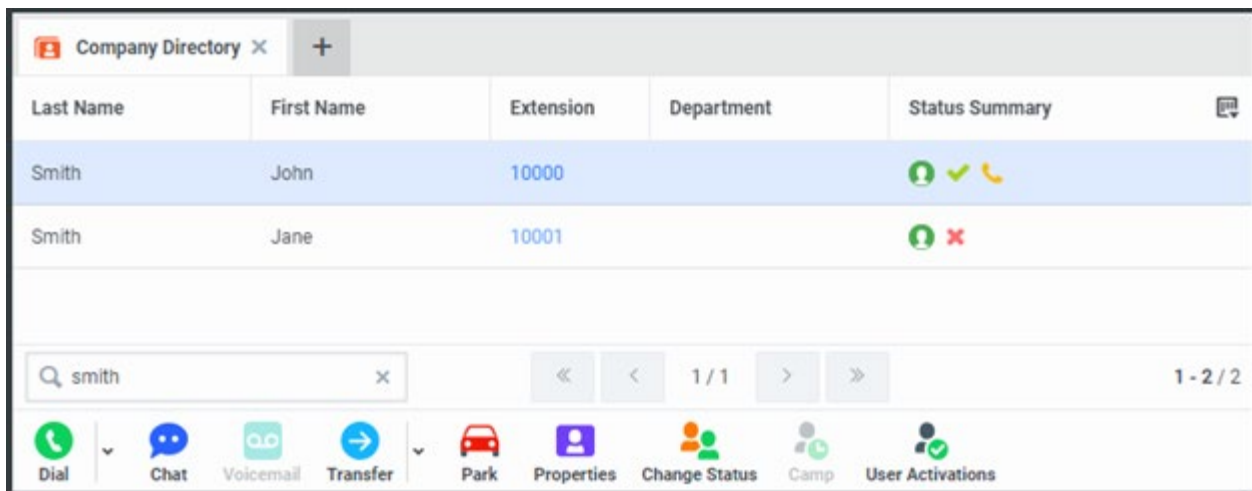 Company Directory
Last Name First Name Extension Department Status Summary
Smith John 10000
Smith Jane 10001
smith 1 / 1 1 - 2 / 2
Dial Chat Voicemail Transfer Park Properties Change Status Camp User Activations